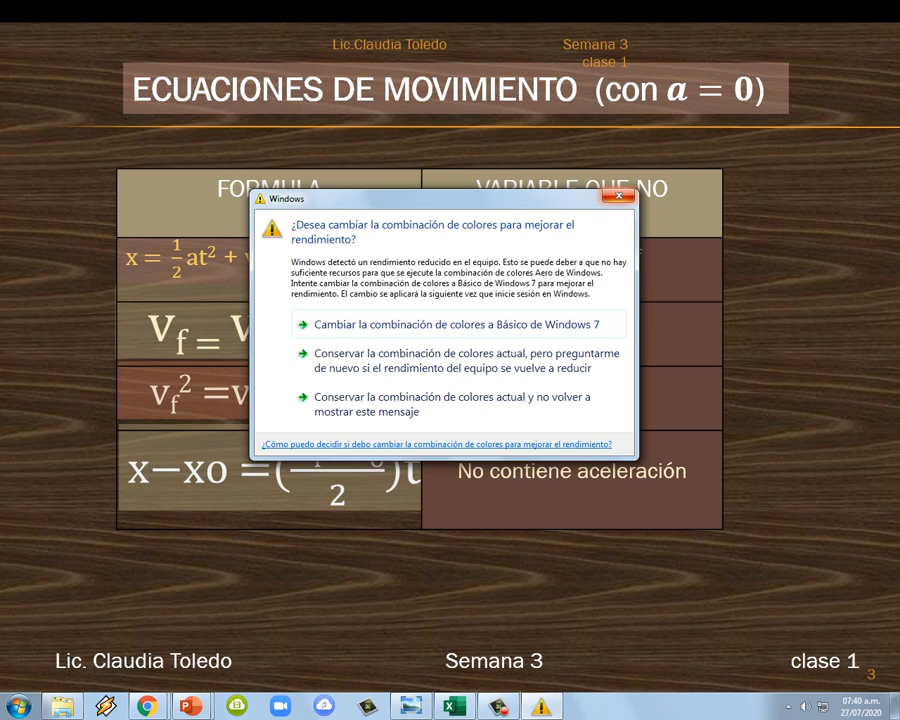 Lic.Claudia Toledo Semana 3
clase 1
ECUACIONES DE MOVIMIENTO (con a = 0)
FORMULA VARIABLE QUE NO
Windows
¿Desea cambiar la combinación de colores para mejorar el
rendimiento?
Windows detectó un rendimiento reducido en el equipo. Esto se puede deber a que no hay
suficiente recursos para que se ejecute la combinación de colores Aero de Windows.
Intente cambiar la combinación de colores a Básico de Windows 7 para mejorar el
rendimiento. El cambio se aplicará la siguiente vez que inicie sesión en Windows.
Cambiar la combinación de colores a Básico de Windows 7
Conservar la combinación de colores actual, pero preguntarme
de nuevo si el rendimiento del equipo se vuelve a reducir
Conservar la combinación de colores actual y no volver a
mostrar este mensaje
¿Cómo puedo decidir si debo cambiar la combinación de colores para mejorar el rendimiento?
x = 1/2 at² +
V_f =
v_f² =v
x−xo =( 2 )t
No contiene aceleración
Lic. Claudia Toledo Semana 3 clase 1
3
07:40 a.m.
27/07/2020